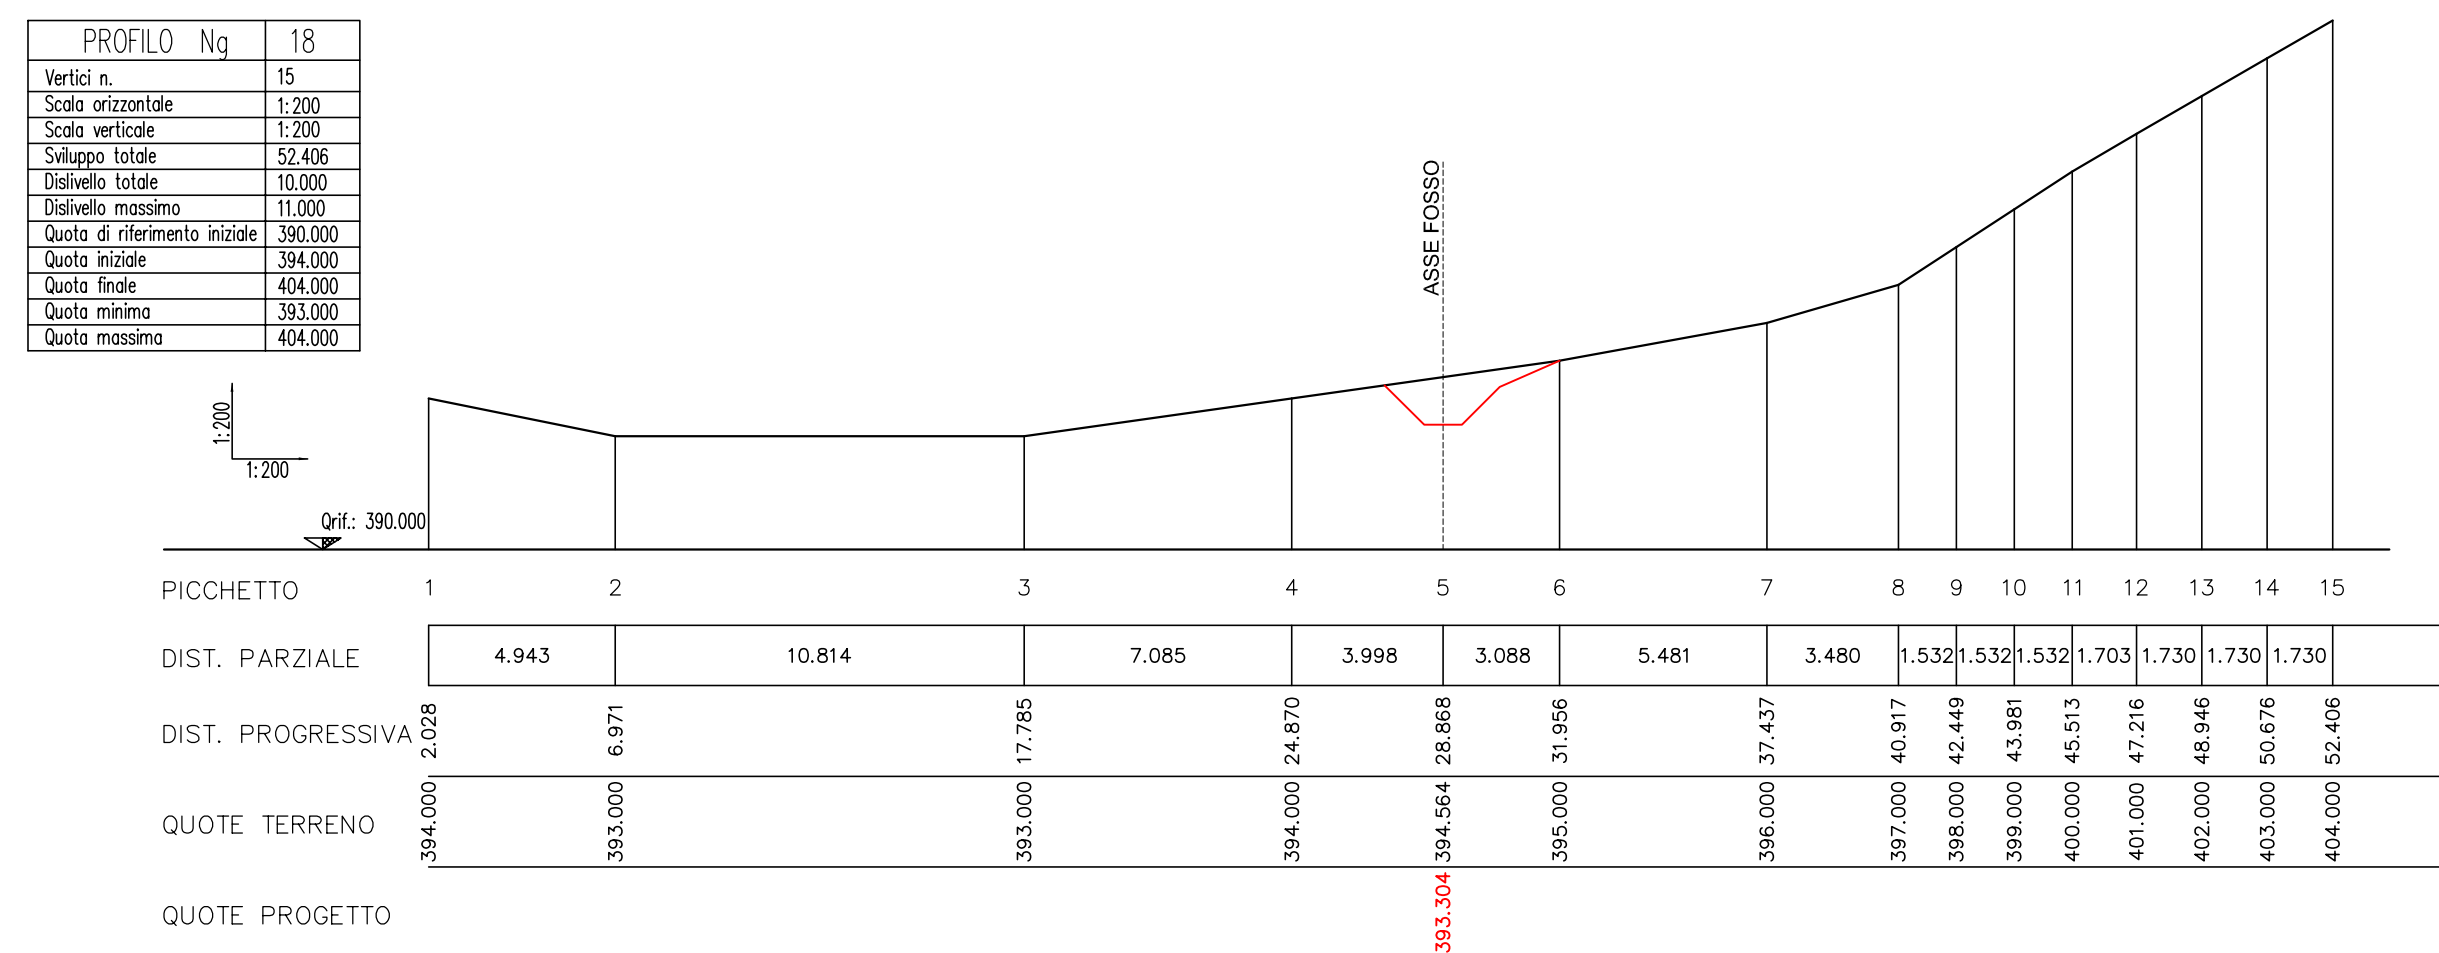 PROFILO Ng 18
Vertici n. 15
Scala orizzontale 1:200
Scala verticale 1:200
Sviluppo totale 52.406
Dislivello totale 10.000
Dislivello massimo 11.000
Quota di riferimento iniziale 390.000
Quota iniziale 394.000
Quota finale 404.000
Quota minima 393.000
Quota massima 404.000
ASSE FOSSO
1:200
1:200
Qrif.: 390.000
PICCHETTO 1 2 3 4 5 6 7 8 9 10 11 12 13 14 15
DIST. PARZIALE 4.943 10.814 7.085 3.998 3.088 5.481 3.480 1.532 1.532 1.532 1.703 1.730 1.730 1.730
DIST. PROGRESSIVA 2.028 6.971 17.785 24.870 28.868 31.956 37.437 40.917 42.449 43.981 45.513 47.216 48.946 50.676 52.406
QUOTE TERRENO 394.000 393.000 393.000 394.000 394.564 395.000 396.000 397.000 398.000 399.000 400.000 401.000 402.000 403.000 404.000
QUOTE PROGETTO 393.304